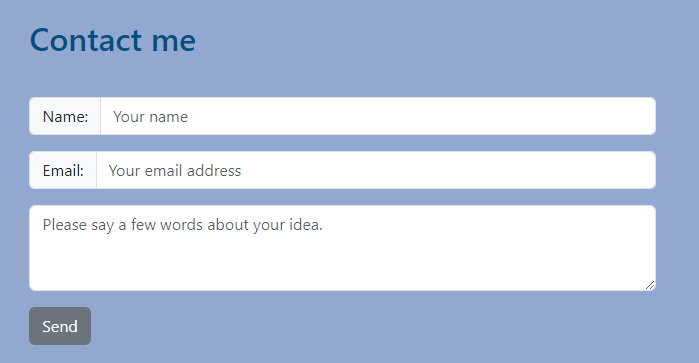 Contact me
Name: Your name
Email: Your email address
Please say a few words about your idea.
Send